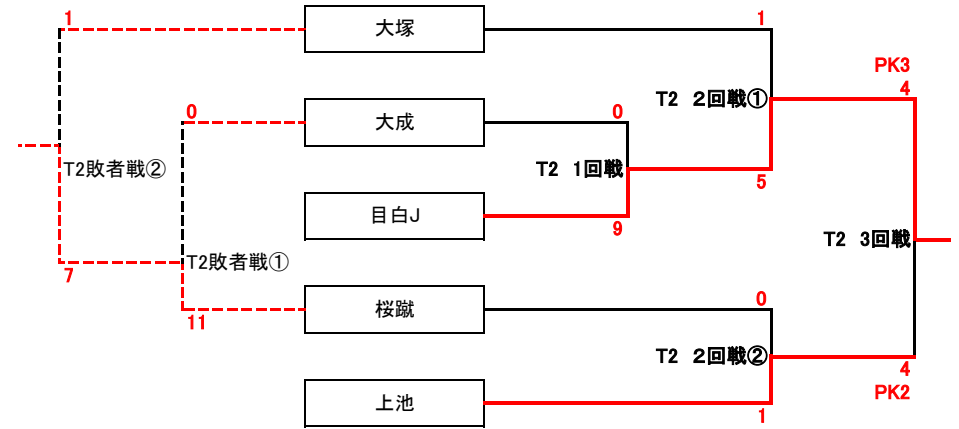 1
大塚
1
PK3
4
T2 2回戦①
0
大成
0
T2敗者戦②
T2 1回戦
5
目白J
9
T2 3回戦
T2敗者戦①
7
11
桜蹴
0
T2 2回戦②
4
PK2
上池
1